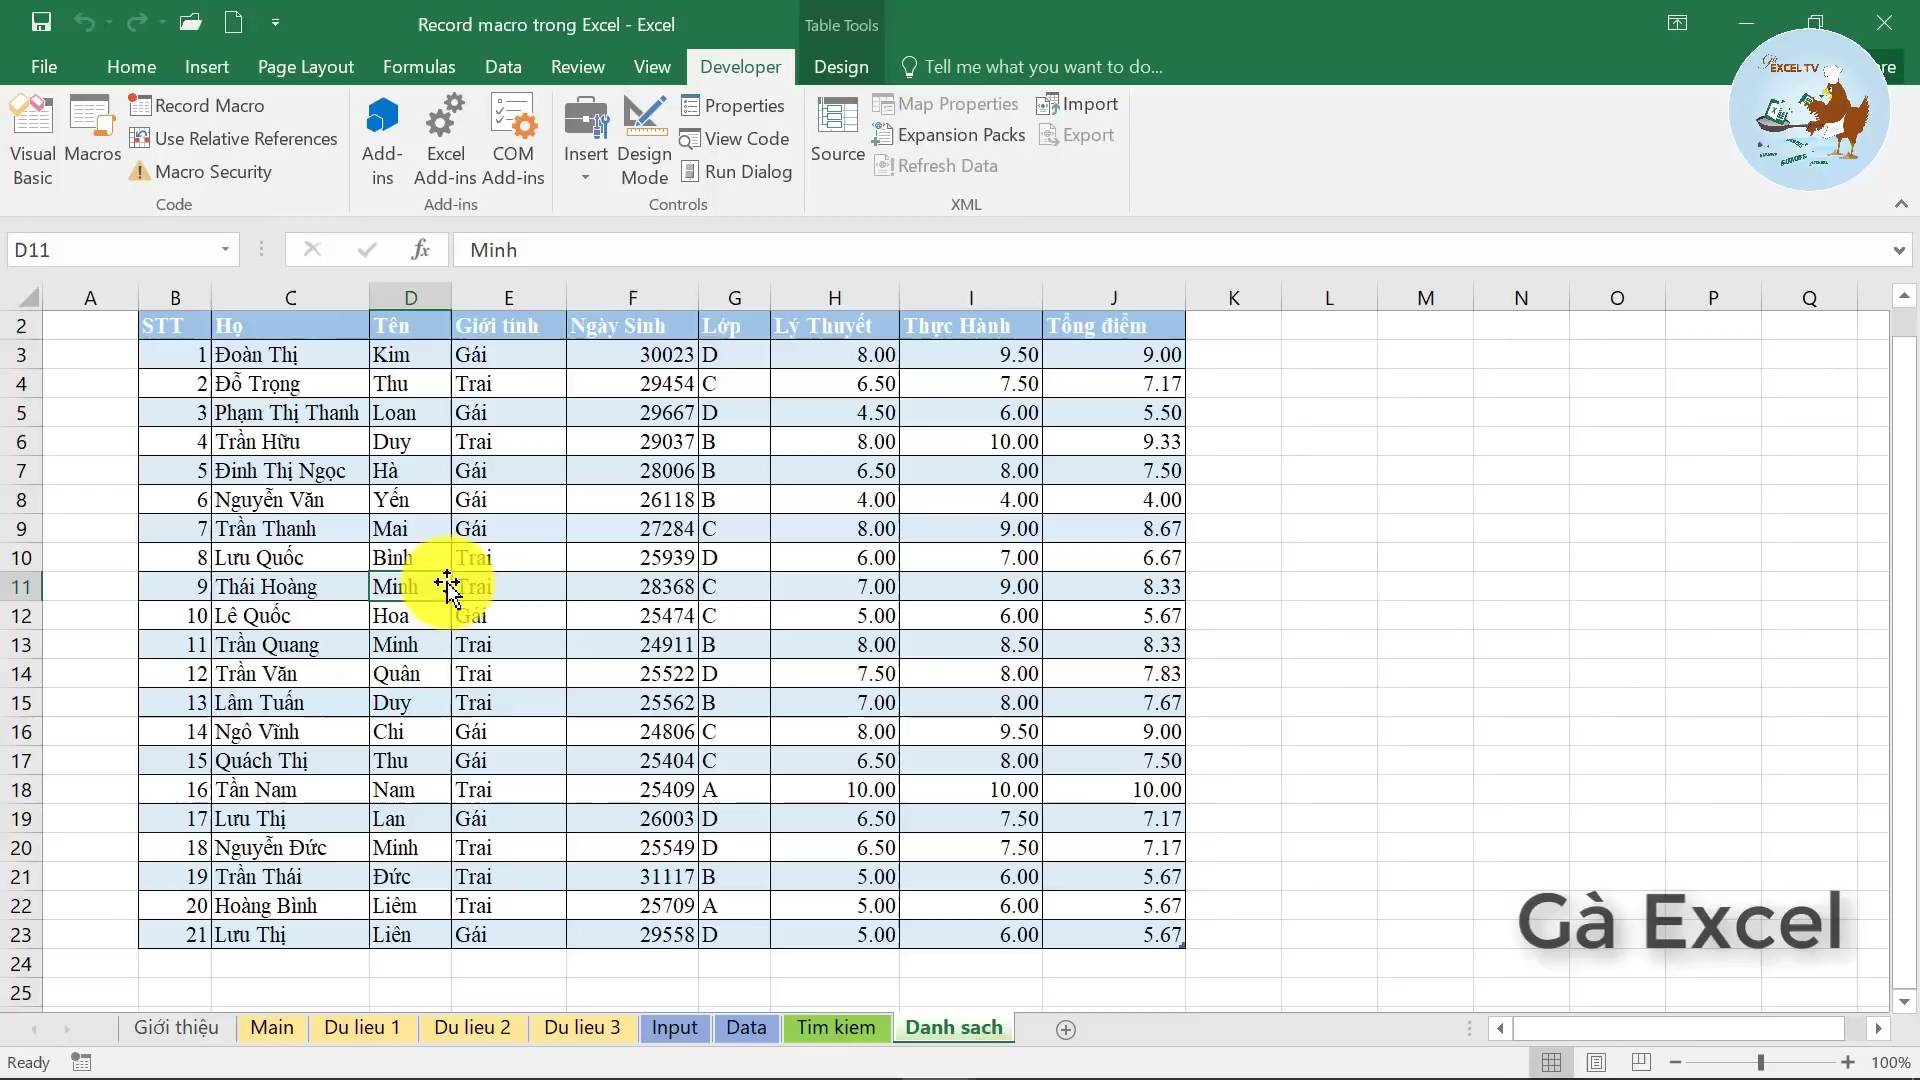 Record macro trong Excel - Excel
Table Tools
File Home Insert Page Layout Formulas Data Review View Developer Design Tell me what you want to do...
EXCEL TV
Visual Basic
Macros
Record Macro
Use Relative References
Macro Security
Code
Add-ins
Excel Add-ins
COM Add-ins
Add-ins
Insert
Design Mode
Properties
View Code
Run Dialog
Controls
Source
Map Properties
Expansion Packs
Refresh Data
Import
Export
XML
D11 fx Minh
A B C D E F G H I J K L M N O P Q
2 STT Họ Tên Giới tính Ngày Sinh Lớp Lý Thuyết Thực Hành Tổng điểm
3 1 Đoàn Thị Kim Gái 30023 D 8.00 9.50 9.00
4 2 Đỗ Trọng Thu Trai 29454 C 6.50 7.50 7.17
5 3 Phạm Thị Thanh Loan Gái 29667 D 4.50 6.00 5.50
6 4 Trần Hữu Duy Trai 29037 B 8.00 10.00 9.33
7 5 Đinh Thị Ngọc Hà Gái 28006 B 6.50 8.00 7.50
8 6 Nguyễn Văn Yến Gái 26118 B 4.00 4.00 4.00
9 7 Trần Thanh Mai Gái 27284 C 8.00 9.00 8.67
10 8 Lưu Quốc Bình Trai 25939 D 6.00 7.00 6.67
11 9 Thái Hoàng Minh Trai 28368 C 7.00 9.00 8.33
12 10 Lê Quốc Hoa Gái 25474 C 5.00 6.00 5.67
13 11 Trần Quang Minh Trai 24911 B 8.00 8.50 8.33
14 12 Trần Văn Quân Trai 25522 D 7.50 8.00 7.83
15 13 Lâm Tuấn Duy Trai 25562 B 7.00 8.00 7.67
16 14 Ngô Vĩnh Chi Gái 24806 C 8.00 9.50 9.00
17 15 Quách Thị Thu Gái 25404 C 6.50 8.00 7.50
18 16 Tần Nam Nam Trai 25409 A 10.00 10.00 10.00
19 17 Lưu Thị Lan Gái 26003 D 6.50 7.50 7.17
20 18 Nguyễn Đức Minh Trai 25549 D 6.50 7.50 7.17
21 19 Trần Thái Đức Trai 31117 B 5.00 6.00 5.67
22 20 Hoàng Bình Liêm Trai 25709 A 5.00 6.00 5.67
23 21 Lưu Thị Liên Gái 29558 D 5.00 6.00 5.67
24
25
Gà Excel
Giới thiệu Main Du lieu 1 Du lieu 2 Du lieu 3 Input Data Tim kiem Danh sach
Ready 100%